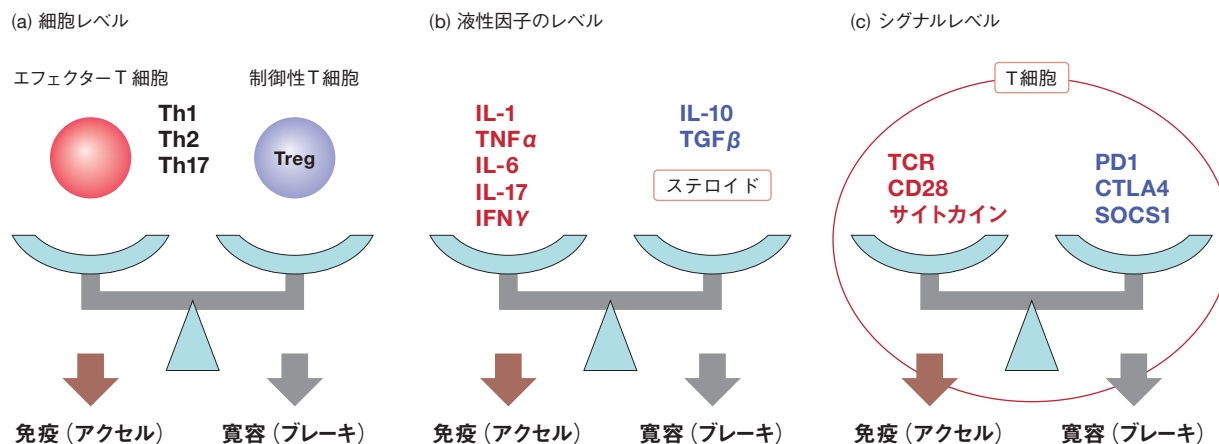 (a) 細胞レベル
エフェクターT 細胞
制御性T細胞
Th1
Th2
Th17
Treg
免疫（アクセル）
寛容（ブレーキ）
(b) 液性因子のレベル
IL-1
TNFα
IL-6
IL-17
IFNγ
IL-10
TGFβ
ステロイド
免疫（アクセル）
寛容（ブレーキ）
(c) シグナルレベル
T細胞
TCR
CD28
サイトカイン
PD1
CTLA4
SOCS1
免疫（アクセル）
寛容（ブレーキ）